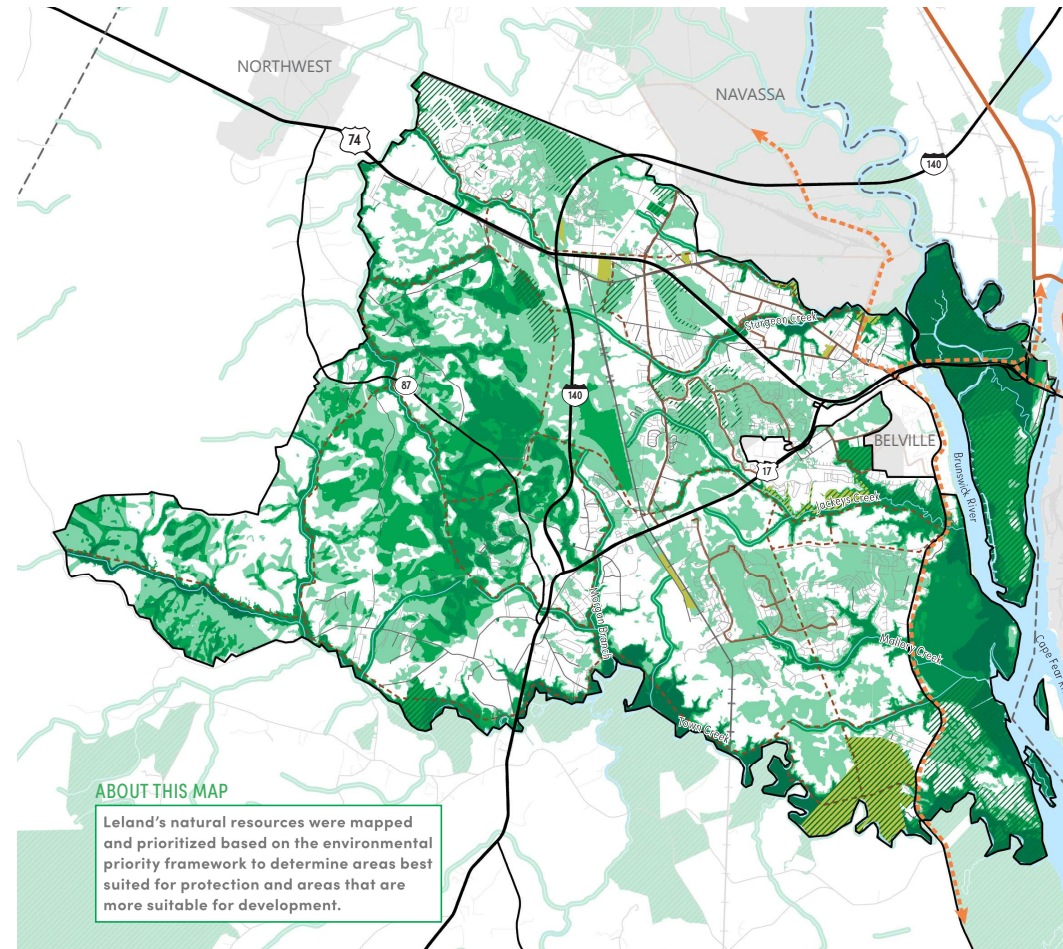 NORTHWEST
NAVASSA
74
140
Sturgeon Creek
87
140
BELVILLE
17
Brunswick River
Jackeys Creek
Morgan Branch
Mallory Creek
Cape Fear R
Town Creek
ABOUT THIS MAP
Leland's natural resources were mapped
and prioritized based on the environmental
priority framework to determine areas best
suited for protection and areas that are
more suitable for development.